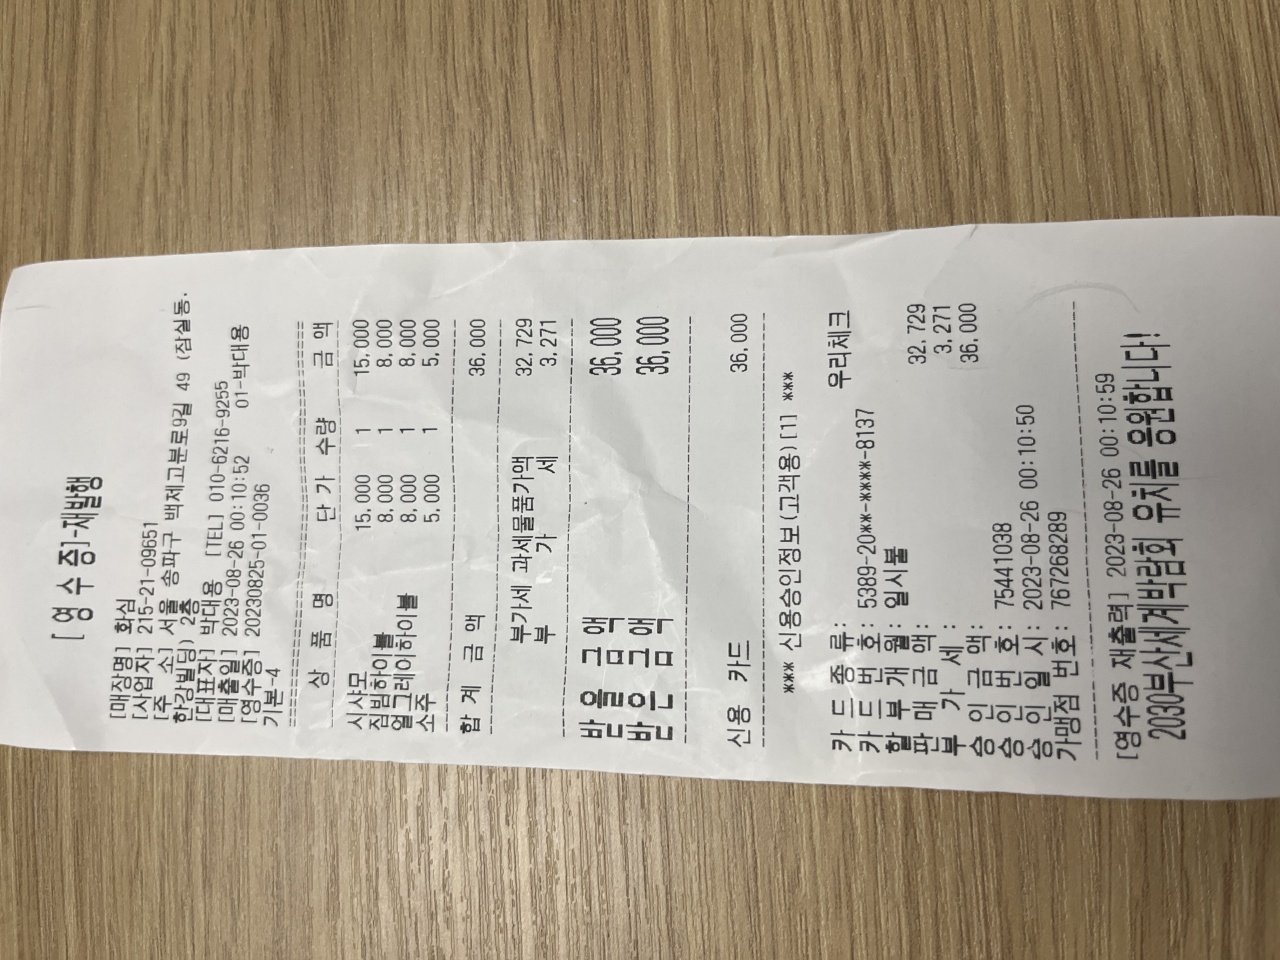 [ 영 수 증]-재발행
[매장명] 화심
[사업자] 215-21-09651
[주 소] 서울 송파구 백제고분로9길 49 (잠실동.
한강빌딩) 2층
[대표자] 박대용 [TEL] 010-6216-9255
[매출일] 2023-08-26 00:10:52 01-박대용
[영수증] 20230825-01-0036
기본-4
상 품 명 단 가 수량 금 액
시샤모 15,000 1 15,000
짐빔하이볼 8,000 1 8,000
얼그레이하이볼 8,000 1 8,000
소주 5,000 1 5,000
합 계 금 액 36,000
부가세 과세물품가액 32,729
부 가 세 3,271
받을금액 36,000
받은금액 36,000
신용 카드 36,000
*** 신용승인정보(고객용)[1] ***
카 드 종 류: 우리체크
카 드 번 호: 5389-20**-****-8137
할 부 개 월: 일시불
판 매 금 액: 32,729
부 가 세: 3,271
승 인 금 액: 36,000
승 인 번 호: 75441038
승 인 일 시: 2023-08-26 00:10:50
가맹점 번호: 767268289
[영수증 재출력] 2023-08-26 00:10:59
2030부산세계박람회 유치를 응원합니다!